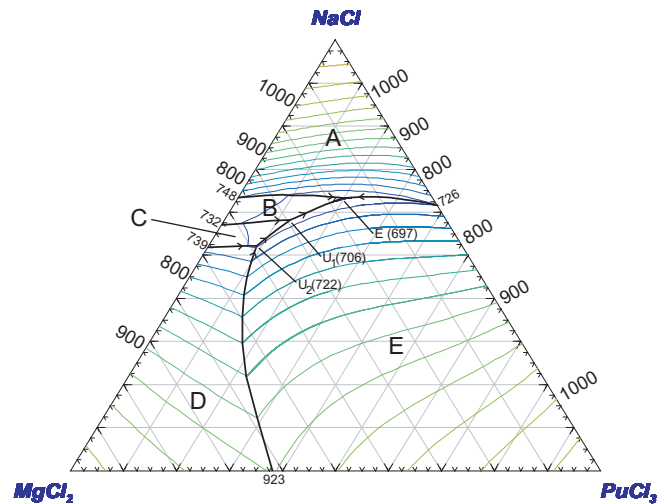 NaCl
1000 1000
900 900
A
800 800
748 726
B
C 732
E (697) 800
739
U1(706)
800 U2(722)
900
900
E
1000
D
923
MgCl2 PuCl3